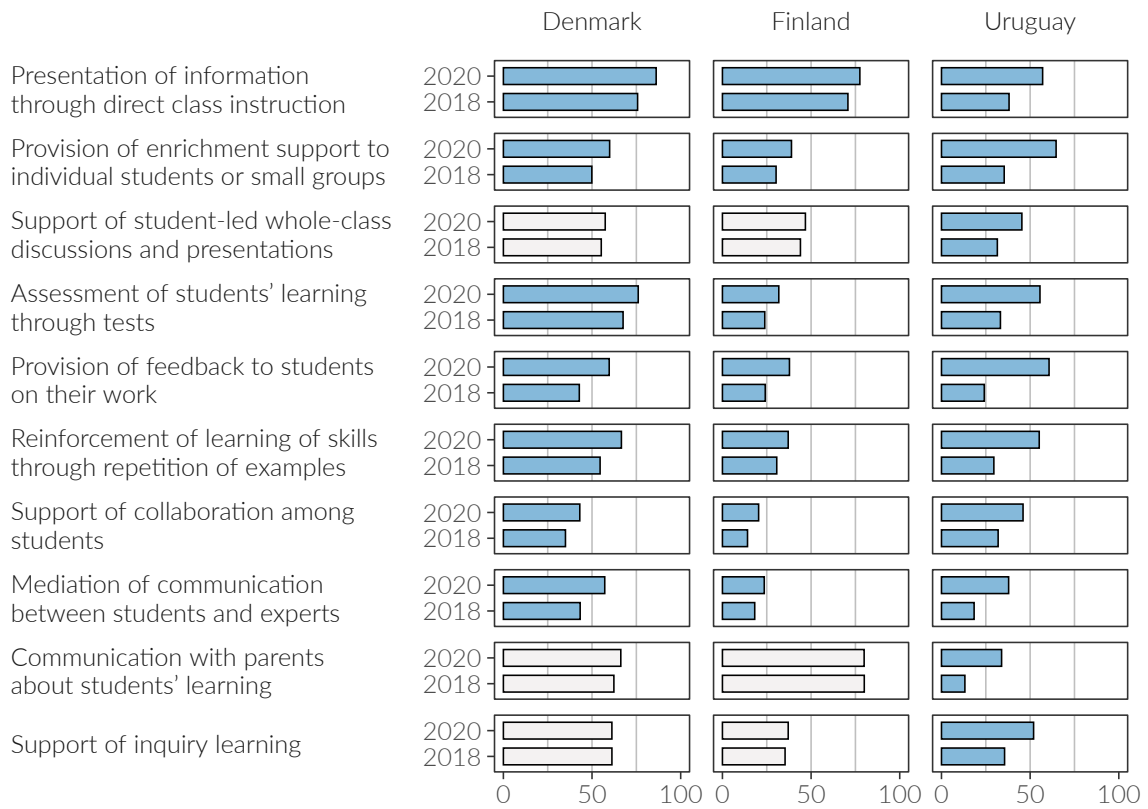 Denmark Finland Uruguay
Presentation of information
through direct class instruction
2020
2018
Provision of enrichment support to
individual students or small groups
2020
2018
Support of student-led whole-class
discussions and presentations
2020
2018
Assessment of students’ learning
through tests
2020
2018
Provision of feedback to students
on their work
2020
2018
Reinforcement of learning of skills
through repetition of examples
2020
2018
Support of collaboration among
students
2020
2018
Mediation of communication
between students and experts
2020
2018
Communication with parents
about students’ learning
2020
2018
Support of inquiry learning
2020
2018
0 50 100 0 50 100 0 50 100